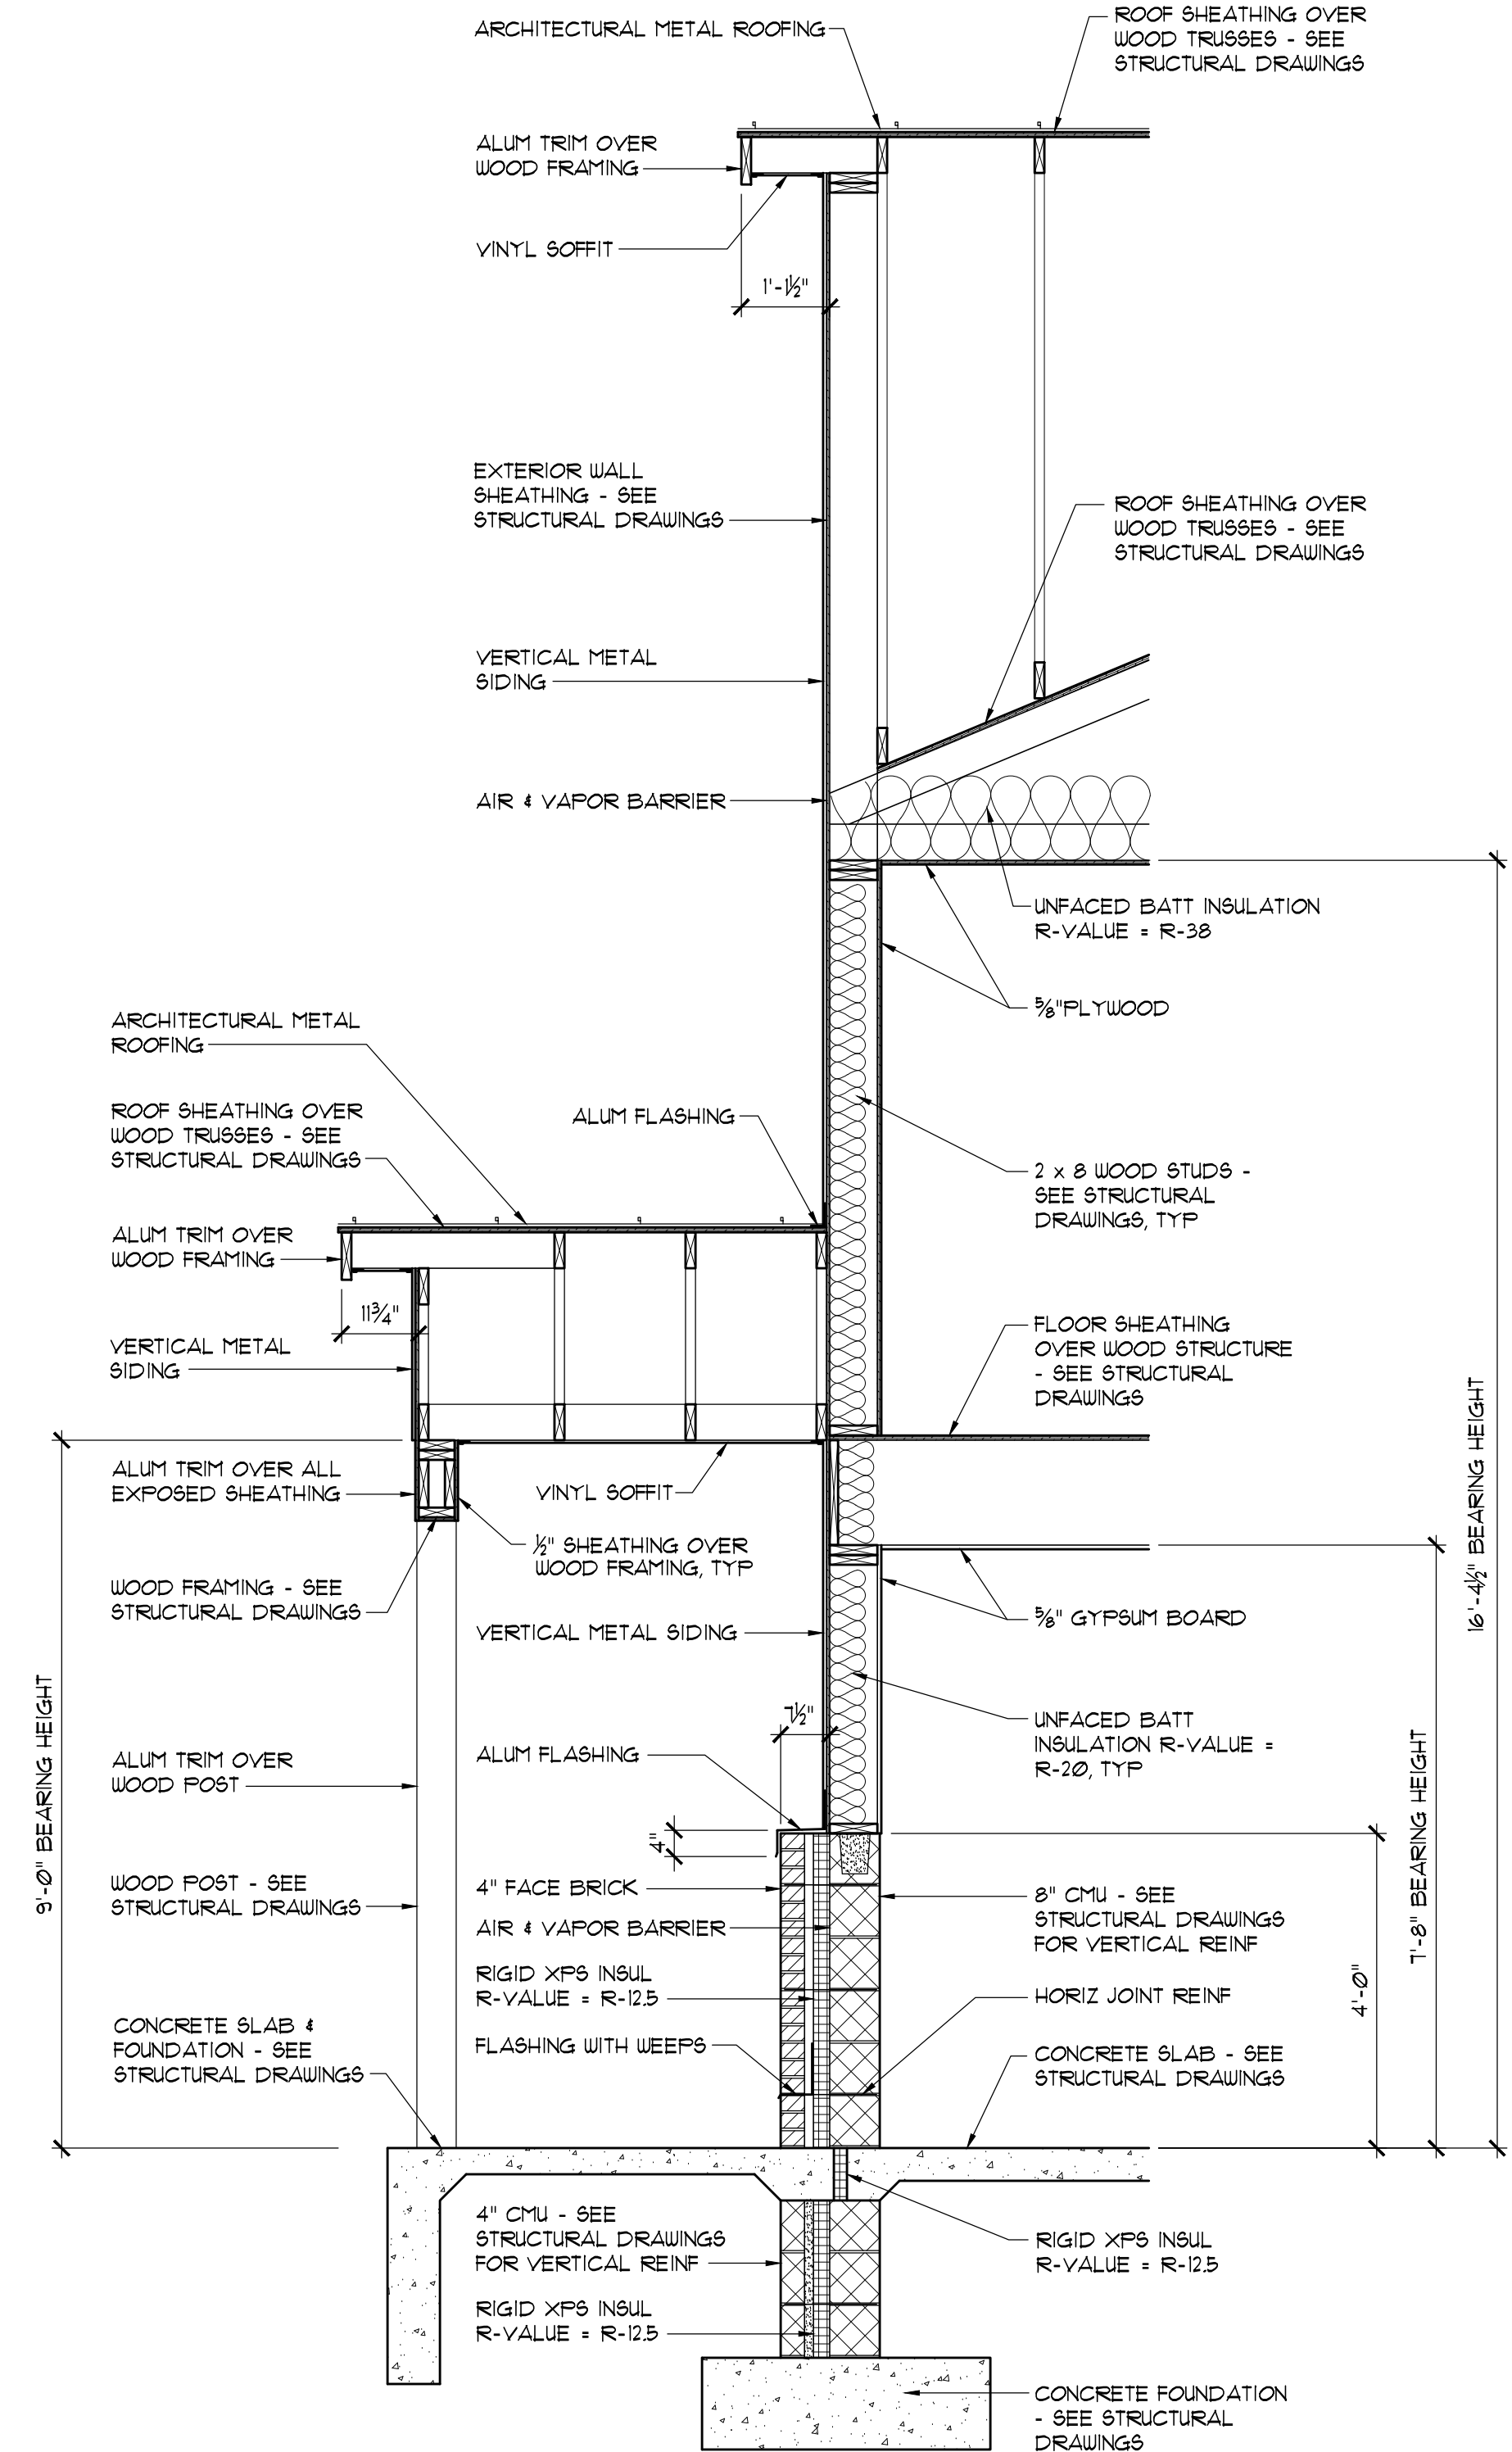 ARCHITECTURAL METAL ROOFING
ROOF SHEATHING OVER
WOOD TRUSSES - SEE
STRUCTURAL DRAWINGS
ALUM TRIM OVER
WOOD FRAMING
VINYL SOFFIT
1'-1½"
EXTERIOR WALL
SHEATHING - SEE
STRUCTURAL DRAWINGS
ROOF SHEATHING OVER
WOOD TRUSSES - SEE
STRUCTURAL DRAWINGS
VERTICAL METAL
SIDING
AIR & VAPOR BARRIER
UNFACED BATT INSULATION
R-VALUE = R-38
⅝"PLYWOOD
ARCHITECTURAL METAL
ROOFING
ROOF SHEATHING OVER
WOOD TRUSSES - SEE
STRUCTURAL DRAWINGS
ALUM FLASHING
2 x 8 WOOD STUDS -
SEE STRUCTURAL
DRAWINGS, TYP
ALUM TRIM OVER
WOOD FRAMING
11¾"
VERTICAL METAL
SIDING
FLOOR SHEATHING
OVER WOOD STRUCTURE
- SEE STRUCTURAL
DRAWINGS
16'-4½" BEARING HEIGHT
ALUM TRIM OVER ALL
EXPOSED SHEATHING
VINYL SOFFIT
½" SHEATHING OVER
WOOD FRAMING, TYP
WOOD FRAMING - SEE
STRUCTURAL DRAWINGS
VERTICAL METAL SIDING
⅝" GYPSUM BOARD
9'-0" BEARING HEIGHT
7½"
UNFACED BATT
INSULATION R-VALUE =
R-20, TYP
ALUM TRIM OVER
WOOD POST
ALUM FLASHING
7'-8" BEARING HEIGHT
4"
WOOD POST - SEE
STRUCTURAL DRAWINGS
4" FACE BRICK
8" CMU - SEE
STRUCTURAL DRAWINGS
FOR VERTICAL REINF
AIR & VAPOR BARRIER
RIGID XPS INSUL
R-VALUE = R-12.5
HORIZ JOINT REINF
4'-0"
CONCRETE SLAB &
FOUNDATION - SEE
STRUCTURAL DRAWINGS
FLASHING WITH WEEPS
CONCRETE SLAB - SEE
STRUCTURAL DRAWINGS
4" CMU - SEE
STRUCTURAL DRAWINGS
FOR VERTICAL REINF
RIGID XPS INSUL
R-VALUE = R-12.5
RIGID XPS INSUL
R-VALUE = R-12.5
CONCRETE FOUNDATION
- SEE STRUCTURAL
DRAWINGS